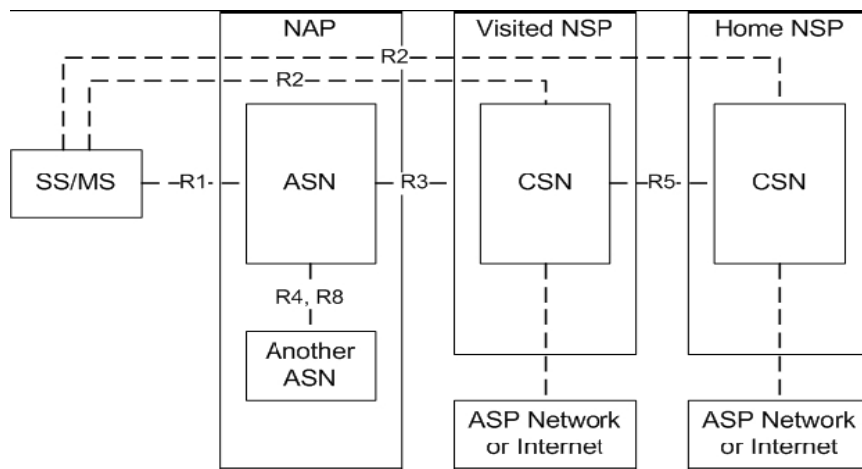 NAP
Visited NSP
Home NSP
R2
R2
SS/MS
R1
ASN
R3
CSN
R5
CSN
R4, R8
Another
ASN
ASP Network
or Internet
ASP Network
or Internet